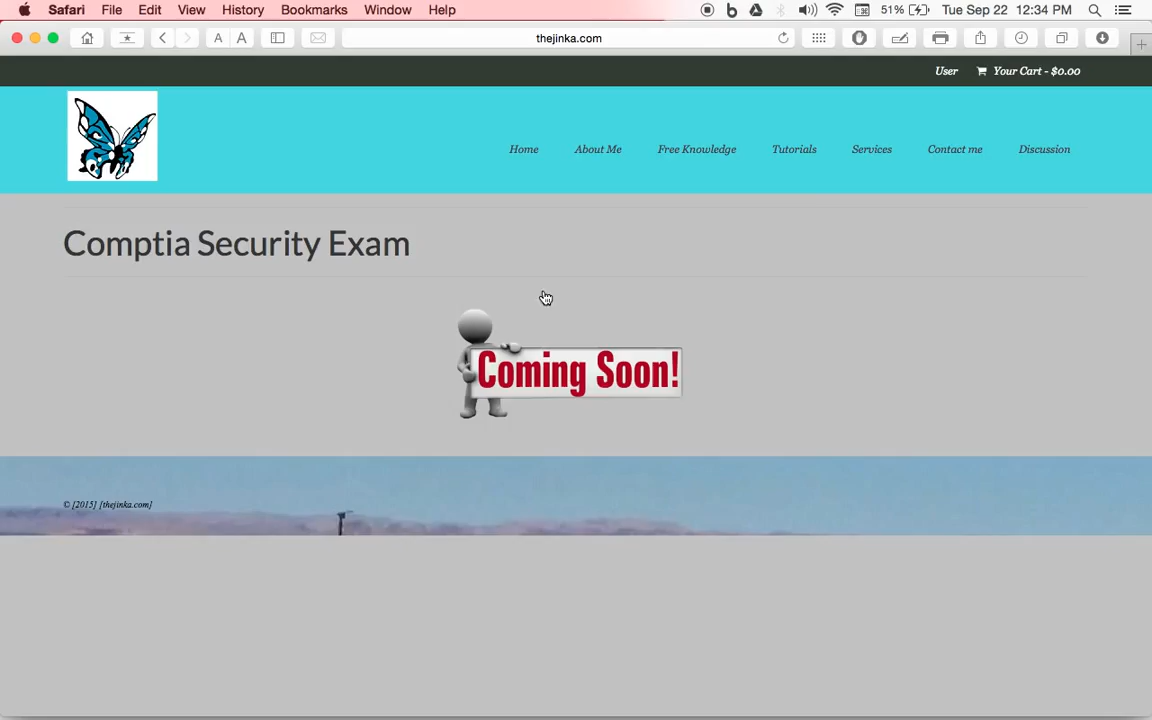 Safari File Edit View History Bookmarks Window Help 51% Tue Sep 22 12:34 PM
A A thejinka.com
User Your Cart - $0.00
Home About Me Free Knowledge Tutorials Services Contact me Discussion
Comptia Security Exam
Coming Soon!
© [2015] [thejinka.com]